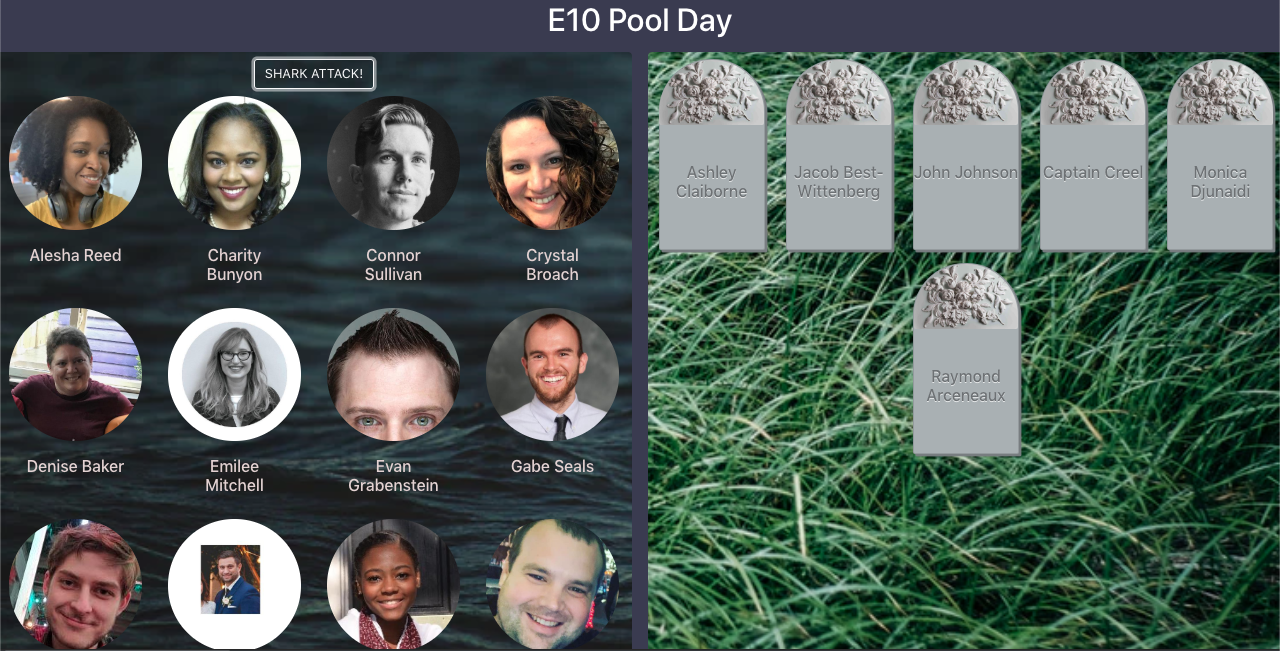 E10 Pool Day
SHARK ATTACK!
Alesha Reed
Charity
Bunyon
Connor
Sullivan
Crystal
Broach
Denise Baker
Emilee
Mitchell
Evan
Grabenstein
Gabe Seals
Ashley
Claiborne
Jacob Best-
Wittenberg
John Johnson
Captain Creel
Monica
Djunaidi
Raymond
Arceneaux